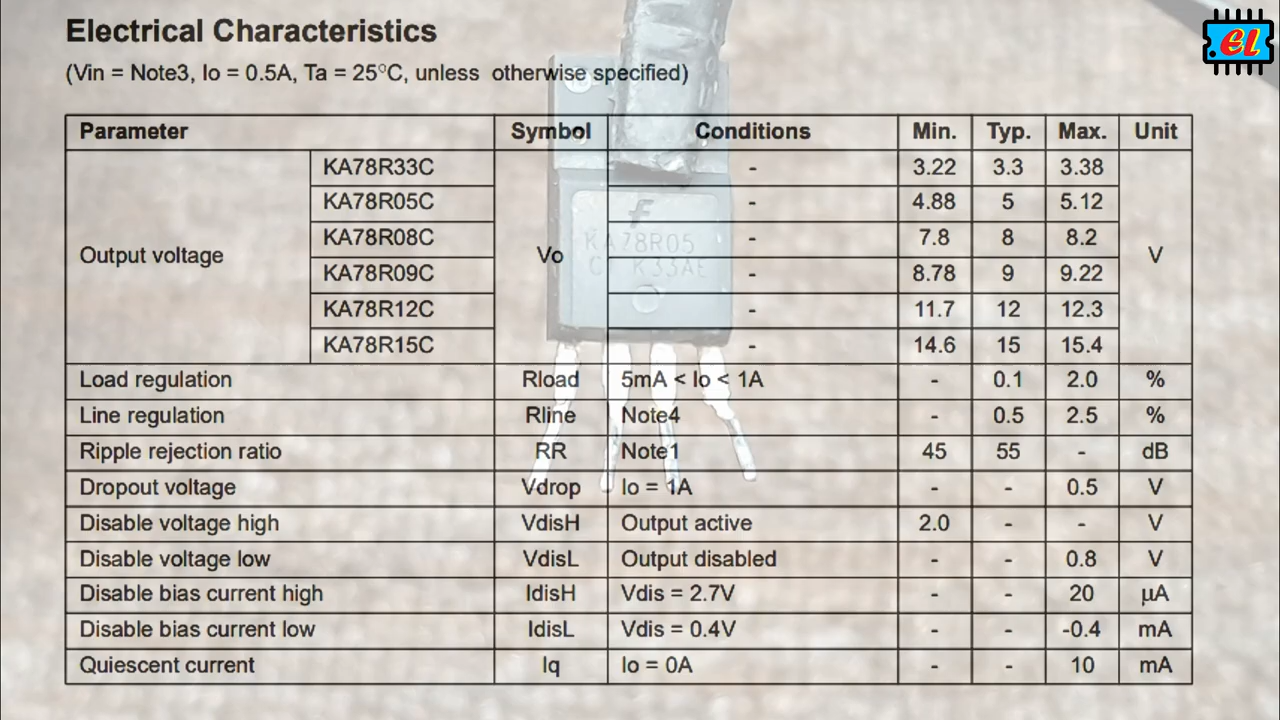 Electrical Characteristics
(Vin = Note3, Io = 0.5A, Ta = 25°C, unless otherwise specified)
EL
Parameter Symbol Conditions Min. Typ. Max. Unit
Output voltage KA78R33C Vo - 3.22 3.3 3.38 V
KA78R05C - 4.88 5 5.12
KA78R08C - 7.8 8 8.2
KA78R09C - 8.78 9 9.22
KA78R12C - 11.7 12 12.3
KA78R15C - 14.6 15 15.4
Load regulation Rload 5mA < Io < 1A - 0.1 2.0 %
Line regulation Rline Note4 - 0.5 2.5 %
Ripple rejection ratio RR Note1 45 55 - dB
Dropout voltage Vdrop Io = 1A - - 0.5 V
Disable voltage high VdisH Output active 2.0 - - V
Disable voltage low VdisL Output disabled - - 0.8 V
Disable bias current high IdisH Vdis = 2.7V - - 20 µA
Disable bias current low IdisL Vdis = 0.4V - - -0.4 mA
Quiescent current Iq Io = 0A - - 10 mA
F
KA78R05
C1 K33AE